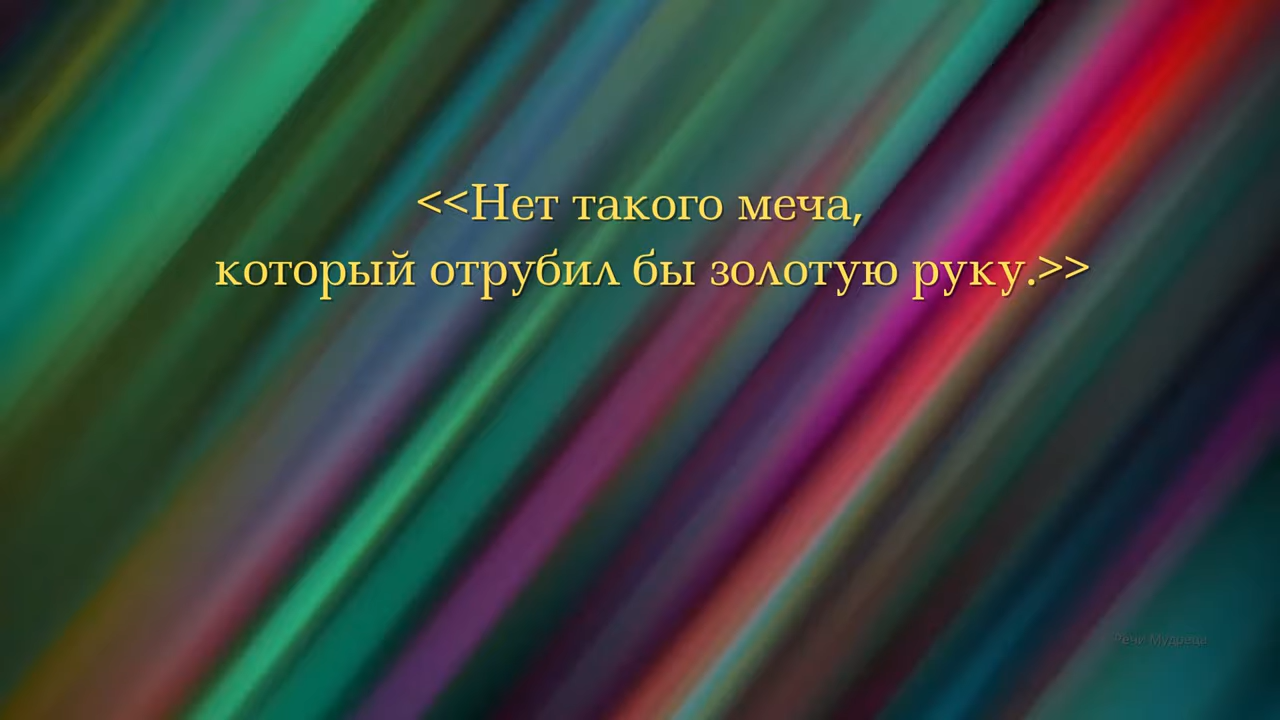 <<Нет такого меча,
который отрубил бы золотую руку.>>
Речи Мудреца